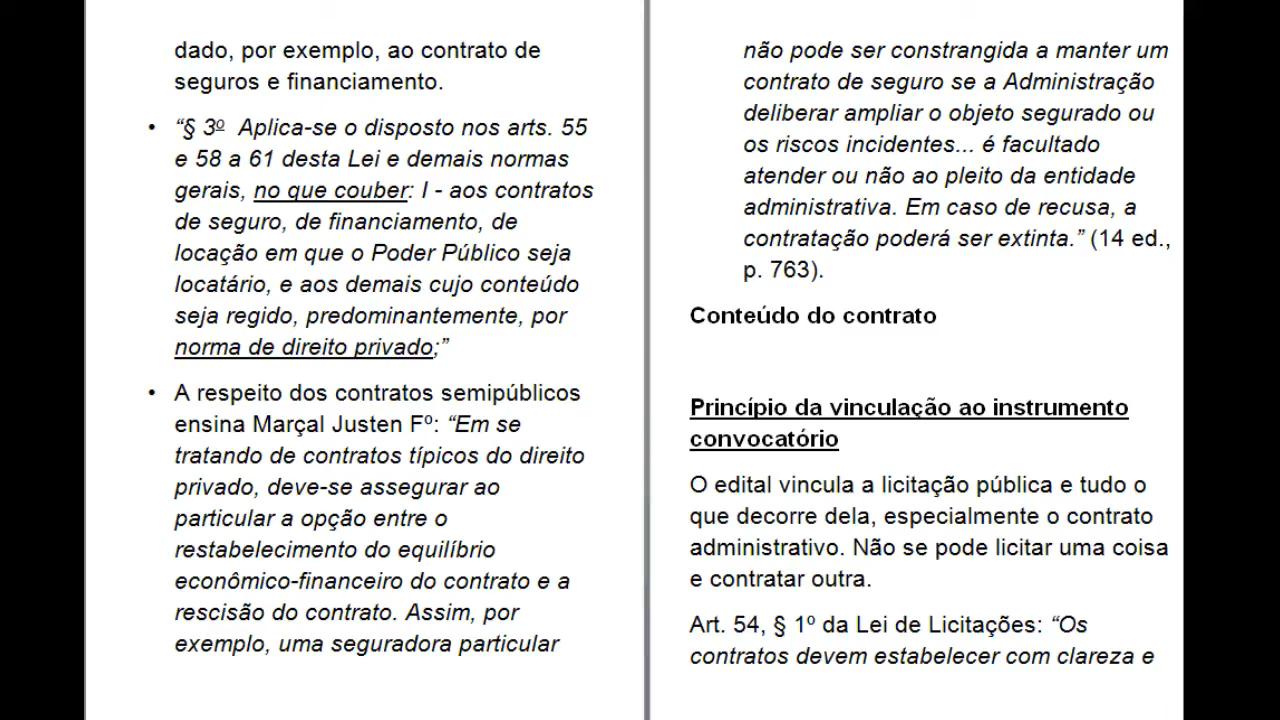 dado, por exemplo, ao contrato de
seguros e financiamento.
• “§ 3º  Aplica-se o disposto nos arts. 55
e 58 a 61 desta Lei e demais normas
gerais, no que couber: I - aos contratos
de seguro, de financiamento, de
locação em que o Poder Público seja
locatário, e aos demais cujo conteúdo
seja regido, predominantemente, por
norma de direito privado;”
• A respeito dos contratos semipúblicos
ensina Marçal Justen Fº: “Em se
tratando de contratos típicos do direito
privado, deve-se assegurar ao
particular a opção entre o
restabelecimento do equilíbrio
econômico-financeiro do contrato e a
rescisão do contrato. Assim, por
exemplo, uma seguradora particular
não pode ser constrangida a manter um
contrato de seguro se a Administração
deliberar ampliar o objeto segurado ou
os riscos incidentes... é facultado
atender ou não ao pleito da entidade
administrativa. Em caso de recusa, a
contratação poderá ser extinta.” (14 ed.,
p. 763).
Conteúdo do contrato
Princípio da vinculação ao instrumento
convocatório
O edital vincula a licitação pública e tudo o
que decorre dela, especialmente o contrato
administrativo. Não se pode licitar uma coisa
e contratar outra.
Art. 54, § 1º da Lei de Licitações: “Os
contratos devem estabelecer com clareza e